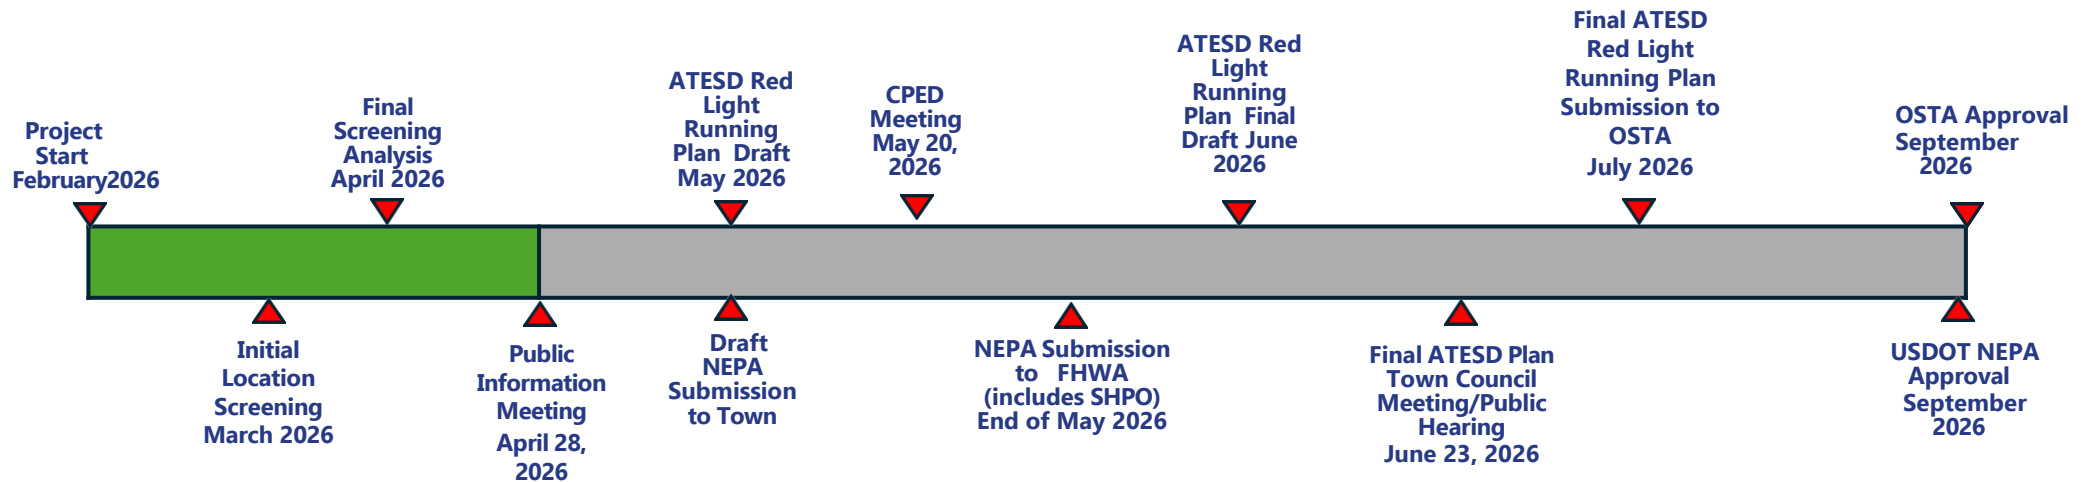 Project
Start
February2026
Final
Screening
Analysis
April 2026
ATESD Red
Light
Running
Plan Draft
May 2026
CPED
Meeting
May 20,
2026
ATESD Red
Light
Running
Plan Final
Draft June
2026
Final ATESD
Red Light
Running Plan
Submission to
OSTA
July 2026
OSTA Approval
September
2026
Initial
Location
Screening
March 2026
Public
Information
Meeting
April 28,
2026
Draft
NEPA
Submission
to Town
NEPA Submission
to FHWA
(includes SHPO)
End of May 2026
Final ATESD Plan
Town Council
Meeting/Public
Hearing
June 23, 2026
USDOT NEPA
Approval
September
2026